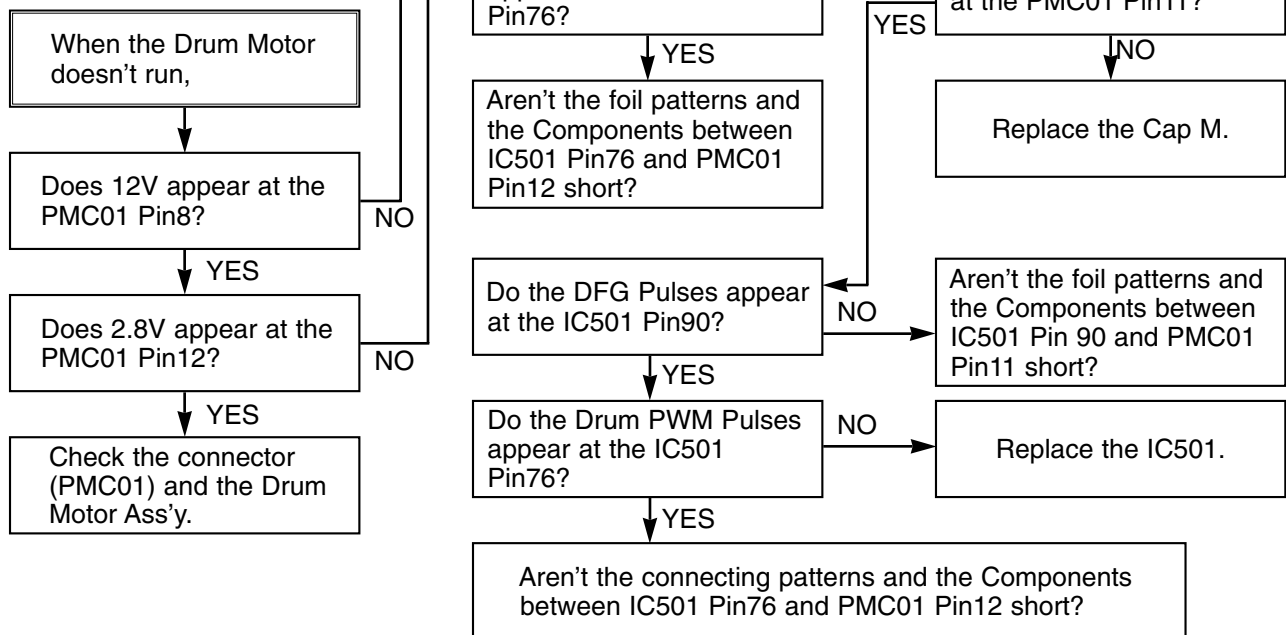 When the Drum Motor
doesn't run,
Does 12V appear at the
PMC01 Pin8?
NO
YES
Does 2.8V appear at the
PMC01 Pin12?
NO
YES
Check the connector
(PMC01) and the Drum
Motor Ass'y.
Pin76?
YES
Aren't the foil patterns and
the Components between
IC501 Pin76 and PMC01
Pin12 short?
at the PMC01 Pin11?
YES
NO
Replace the Cap M.
Do the DFG Pulses appear
at the IC501 Pin90?
NO
Aren't the foil patterns and
the Components between
IC501 Pin 90 and PMC01
Pin11 short?
YES
Do the Drum PWM Pulses
appear at the IC501
Pin76?
NO
Replace the IC501.
YES
Aren't the connecting patterns and the Components
between IC501 Pin76 and PMC01 Pin12 short?